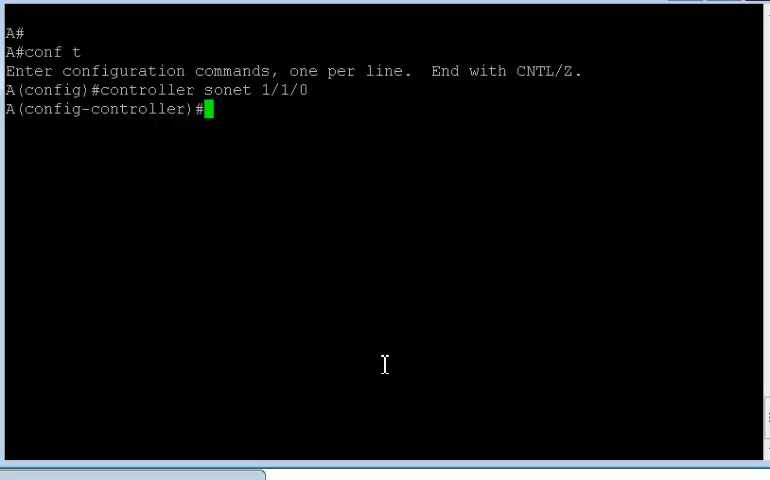 A#
A#conf t
Enter configuration commands, one per line.  End with CNTL/Z.
A(config)#controller sonet 1/1/0
A(config-controller)#